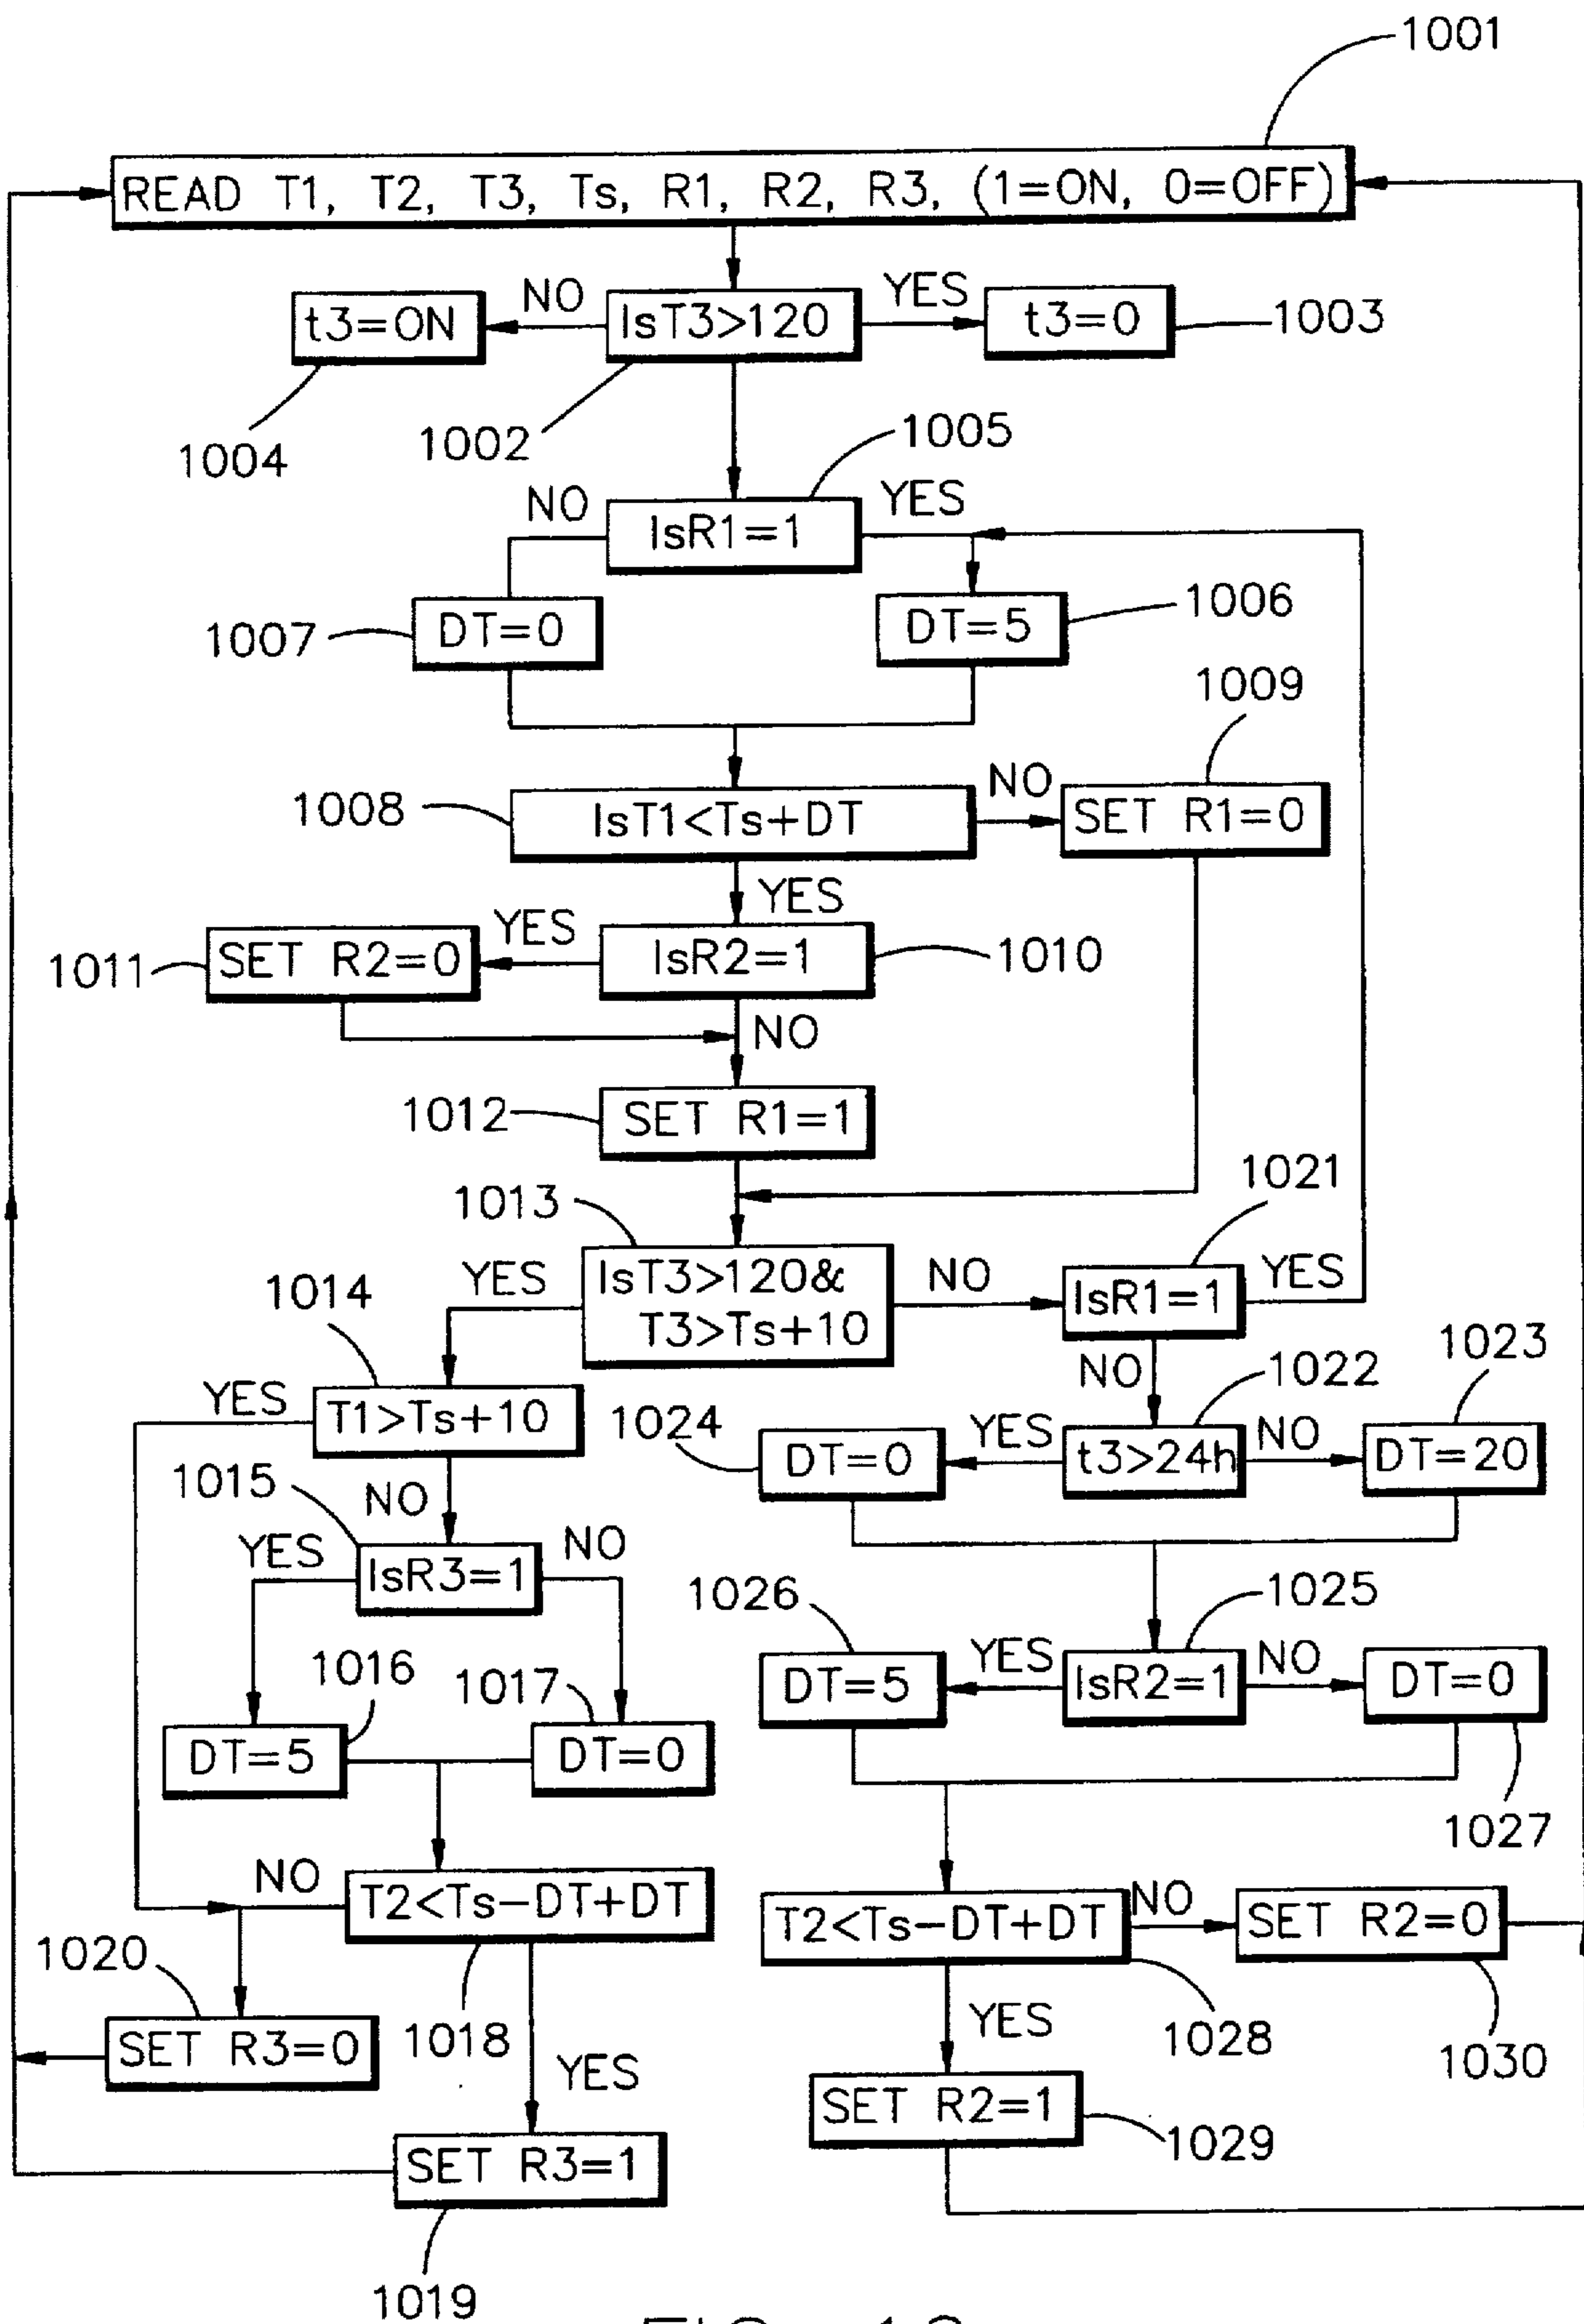 1001
READ T1, T2, T3, Ts, R1, R2, R3, (1=ON, 0=OFF)
NO
YES
t3=ON
IsT3>120
t3=0
1003
1004
1002
1005
NO
YES
IsR1=1
1007
DT=0
DT=5
1006
1009
1008
IsT1<Ts+DT
NO
SET R1=0
YES
1011
SET R2=0
YES
IsR2=1
1010
NO
1012
SET R1=1
1021
1013
IsT3>120&
T3>Ts+10
YES
NO
IsR1=1
YES
1014
NO
1022
1023
YES
T1>Ts+10
1024
DT=0
YES
t3>24h
NO
DT=20
1015
NO
YES
IsR3=1
NO
1026
1025
1016
1017
DT=5
YES
IsR2=1
NO
DT=0
DT=5
DT=0
1027
NO
T2<Ts-DT+DT
T2<Ts-DT+DT
NO
SET R2=0
1020
SET R3=0
1018
YES
YES
1028
1030
SET R2=1
1029
SET R3=1
1019